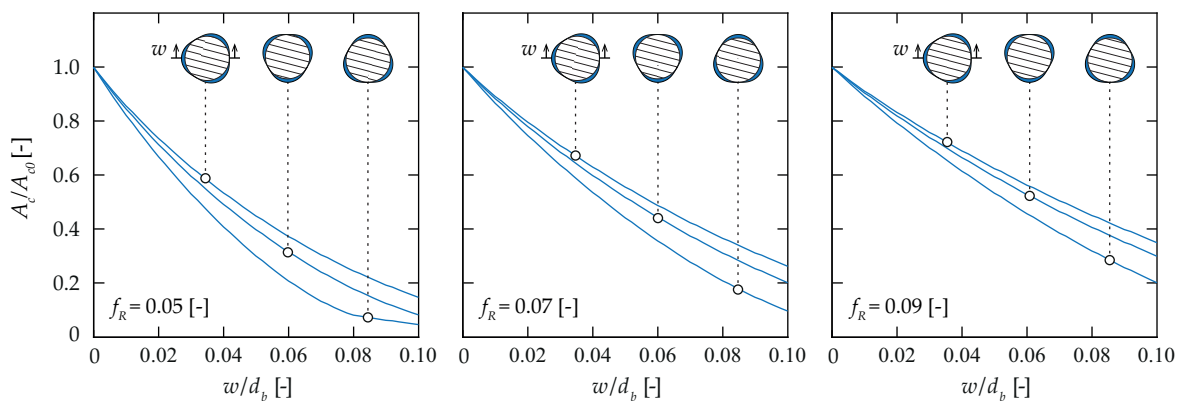 A_c/A_c0 [-]
1.0
0.8
0.6
0.4
0.2
0
w
f_R = 0.05 [-]
0 0.02 0.04 0.06 0.08 0.10
w/d_b [-]
w
f_R = 0.07 [-]
0 0.02 0.04 0.06 0.08 0.10
w/d_b [-]
w
f_R = 0.09 [-]
0 0.02 0.04 0.06 0.08 0.10
w/d_b [-]